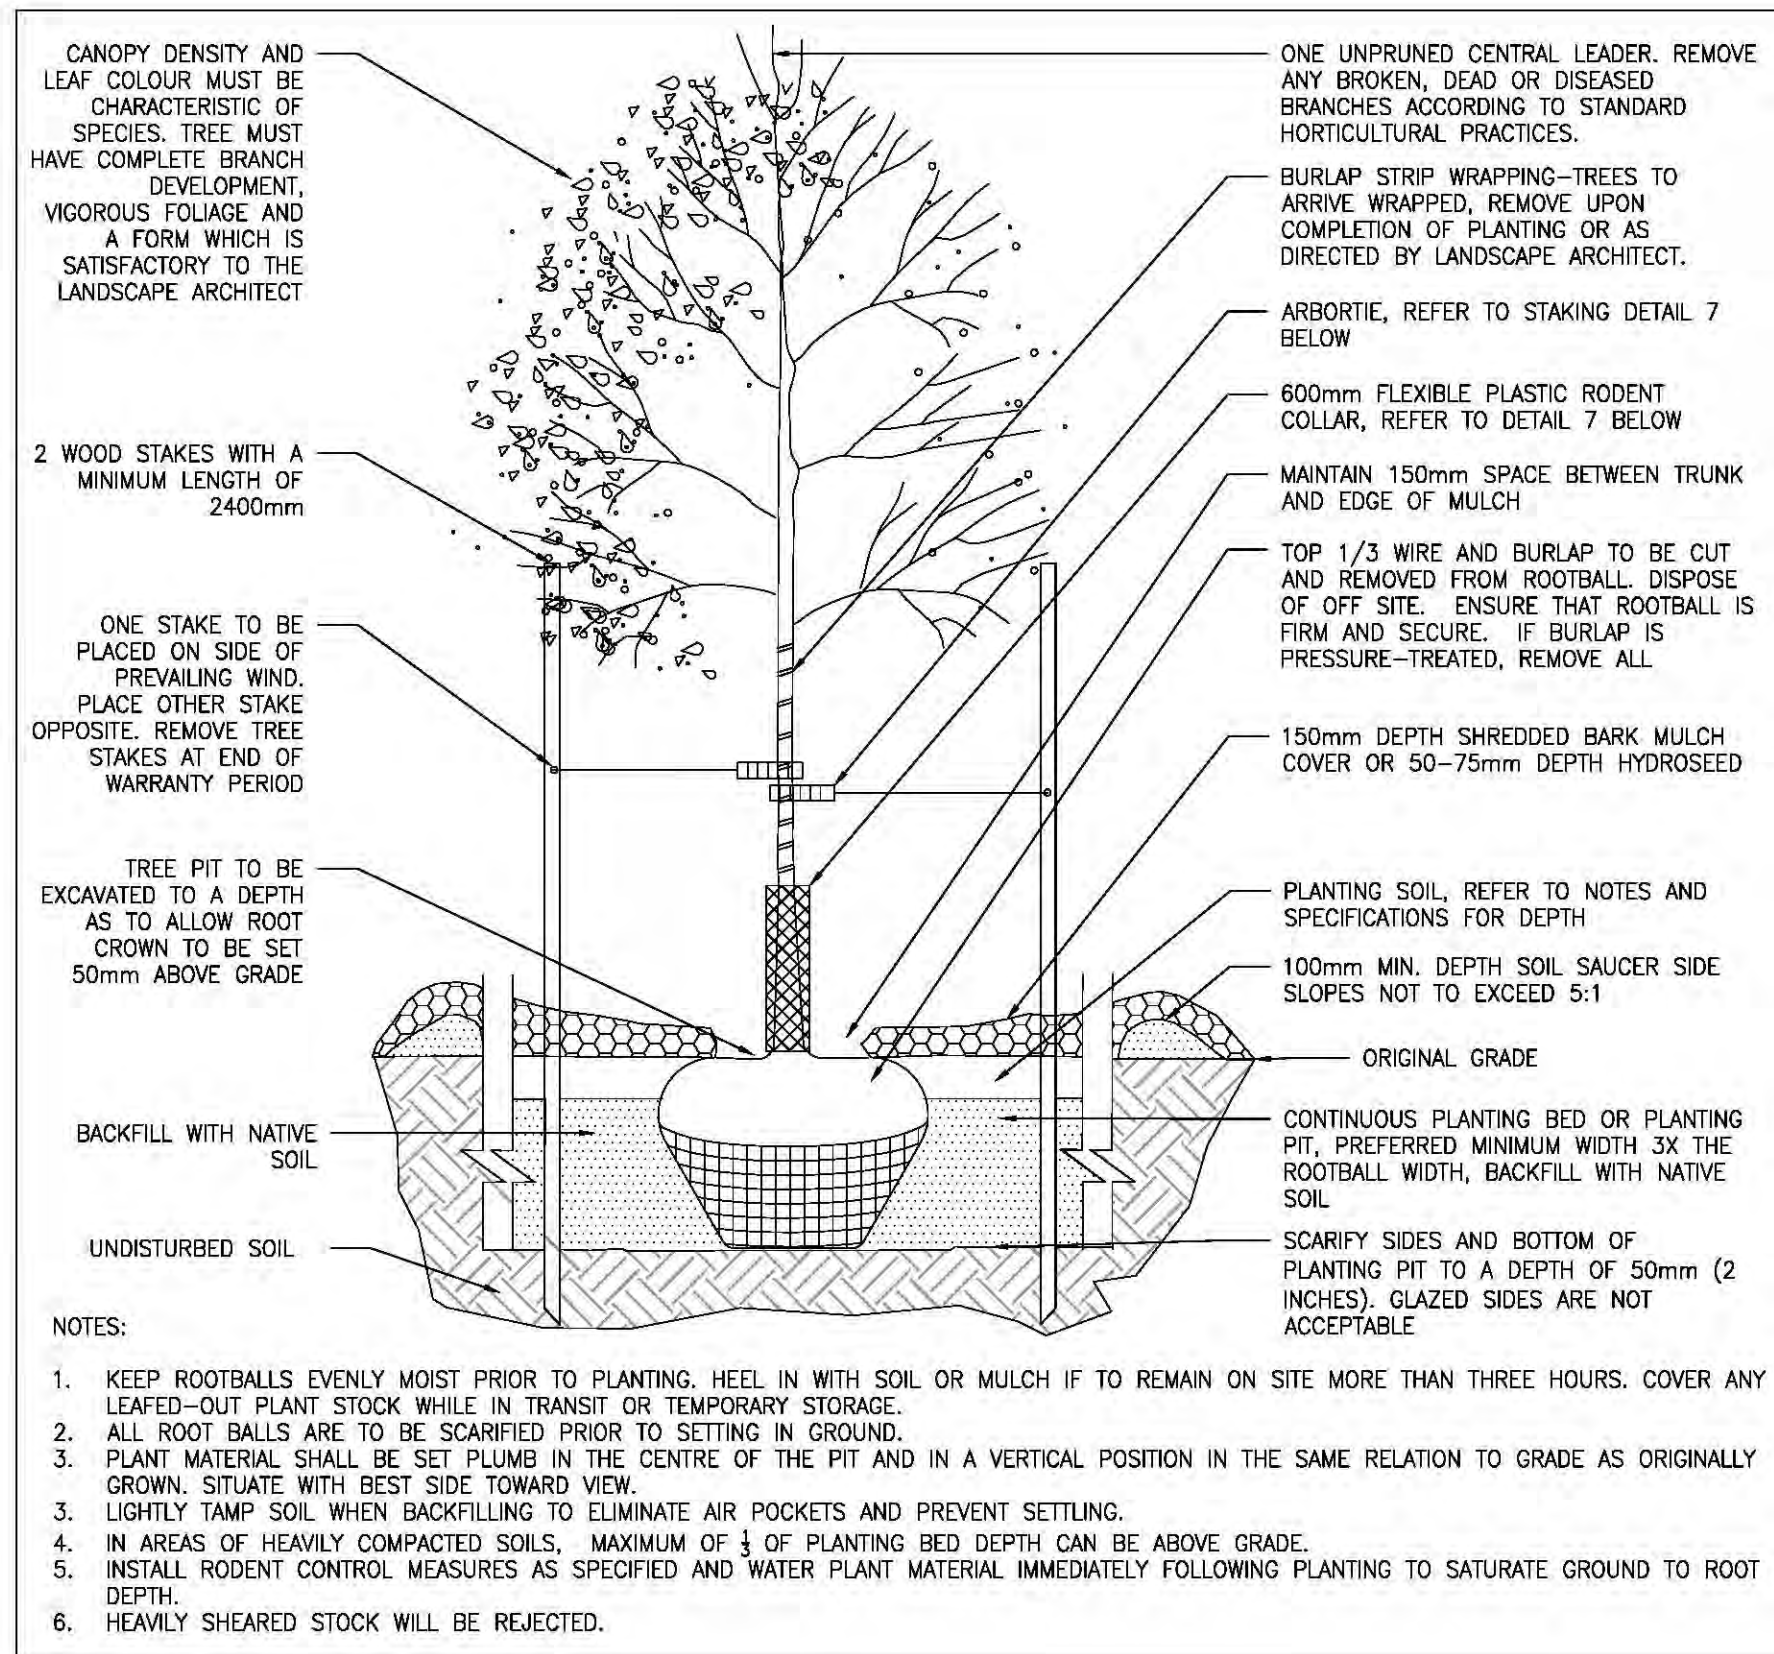 CANOPY DENSITY AND
LEAF COLOUR MUST BE
CHARACTERISTIC OF
SPECIES. TREE MUST
HAVE COMPLETE BRANCH
DEVELOPMENT,
VIGOROUS FOLIAGE AND
A FORM WHICH IS
SATISFACTORY TO THE
LANDSCAPE ARCHITECT
2 WOOD STAKES WITH A
MINIMUM LENGTH OF
2400mm
ONE STAKE TO BE
PLACED ON SIDE OF
PREVAILING WIND.
PLACE OTHER STAKE
OPPOSITE. REMOVE TREE
STAKES AT END OF
WARRANTY PERIOD
TREE PIT TO BE
EXCAVATED TO A DEPTH
AS TO ALLOW ROOT
CROWN TO BE SET
50mm ABOVE GRADE
BACKFILL WITH NATIVE
SOIL
UNDISTURBED SOIL
ONE UNPRUNED CENTRAL LEADER. REMOVE
ANY BROKEN, DEAD OR DISEASED
BRANCHES ACCORDING TO STANDARD
HORTICULTURAL PRACTICES.
BURLAP STRIP WRAPPING-TREES TO
ARRIVE WRAPPED, REMOVE UPON
COMPLETION OF PLANTING OR AS
DIRECTED BY LANDSCAPE ARCHITECT.
ARBORTIE, REFER TO STAKING DETAIL 7
BELOW
600mm FLEXIBLE PLASTIC RODENT
COLLAR, REFER TO DETAIL 7 BELOW
MAINTAIN 150mm SPACE BETWEEN TRUNK
AND EDGE OF MULCH
TOP 1/3 WIRE AND BURLAP TO BE CUT
AND REMOVED FROM ROOTBALL. DISPOSE
OF OFF SITE. ENSURE THAT ROOTBALL IS
FIRM AND SECURE. IF BURLAP IS
PRESSURE-TREATED, REMOVE ALL
150mm DEPTH SHREDDED BARK MULCH
COVER OR 50-75mm DEPTH HYDROSEED
PLANTING SOIL, REFER TO NOTES AND
SPECIFICATIONS FOR DEPTH
100mm MIN. DEPTH SOIL SAUCER SIDE
SLOPES NOT TO EXCEED 5:1
ORIGINAL GRADE
CONTINUOUS PLANTING BED OR PLANTING
PIT, PREFERRED MINIMUM WIDTH 3X THE
ROOTBALL WIDTH, BACKFILL WITH NATIVE
SOIL
SCARIFY SIDES AND BOTTOM OF
PLANTING PIT TO A DEPTH OF 50mm (2
INCHES). GLAZED SIDES ARE NOT
ACCEPTABLE
NOTES:
1. KEEP ROOTBALLS EVENLY MOIST PRIOR TO PLANTING. HEEL IN WITH SOIL OR MULCH IF TO REMAIN ON SITE MORE THAN THREE HOURS. COVER ANY
LEAFED-OUT PLANT STOCK WHILE IN TRANSIT OR TEMPORARY STORAGE.
2. ALL ROOT BALLS ARE TO BE SCARIFIED PRIOR TO SETTING IN GROUND.
3. PLANT MATERIAL SHALL BE SET PLUMB IN THE CENTRE OF THE PIT AND IN A VERTICAL POSITION IN THE SAME RELATION TO GRADE AS ORIGINALLY
GROWN. SITUATE WITH BEST SIDE TOWARD VIEW.
3. LIGHTLY TAMP SOIL WHEN BACKFILLING TO ELIMINATE AIR POCKETS AND PREVENT SETTLING.
4. IN AREAS OF HEAVILY COMPACTED SOILS, MAXIMUM OF 1/3 OF PLANTING BED DEPTH CAN BE ABOVE GRADE.
5. INSTALL RODENT CONTROL MEASURES AS SPECIFIED AND WATER PLANT MATERIAL IMMEDIATELY FOLLOWING PLANTING TO SATURATE GROUND TO ROOT
DEPTH.
6. HEAVILY SHEARED STOCK WILL BE REJECTED.